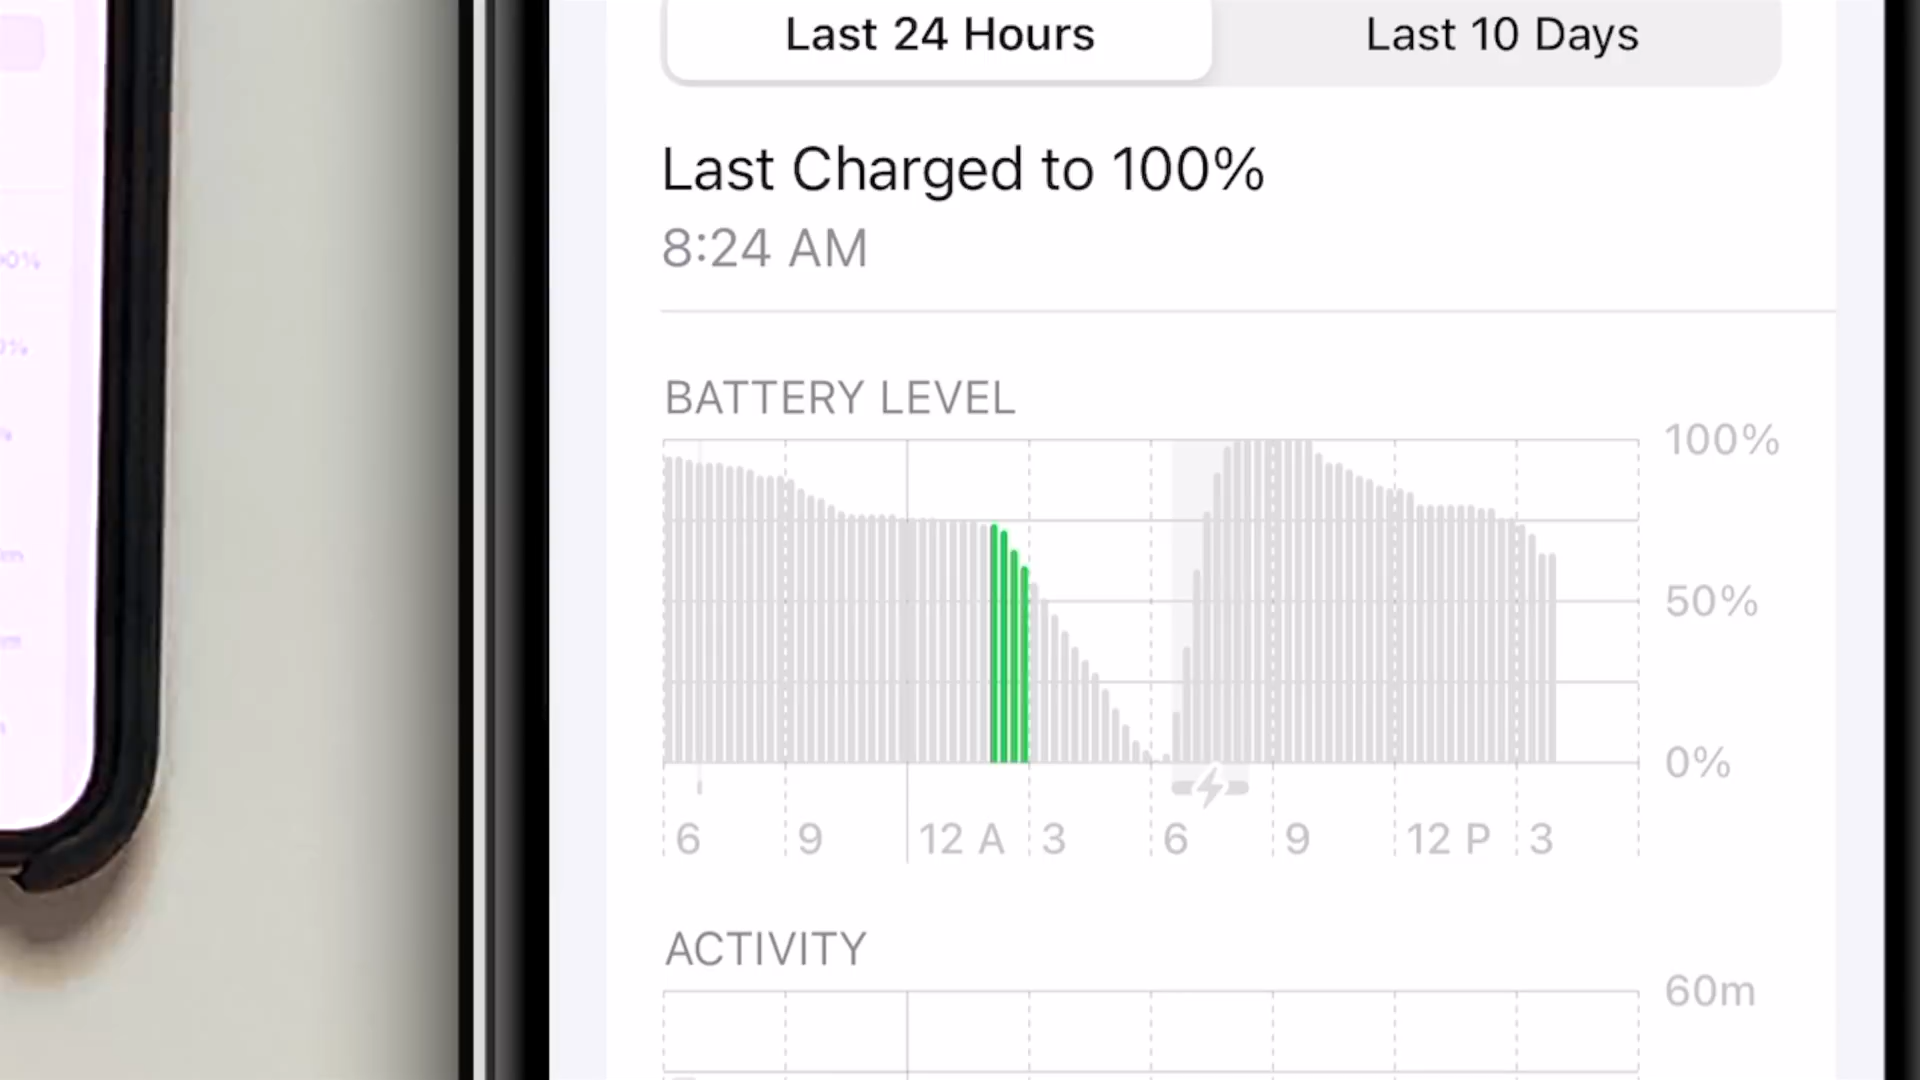 Last 24 Hours
Last 10 Days
Last Charged to 100%
8:24 AM
BATTERY LEVEL
100%
50%
0%
6 9 12 A 3 6 9 12 P 3
ACTIVITY
60m